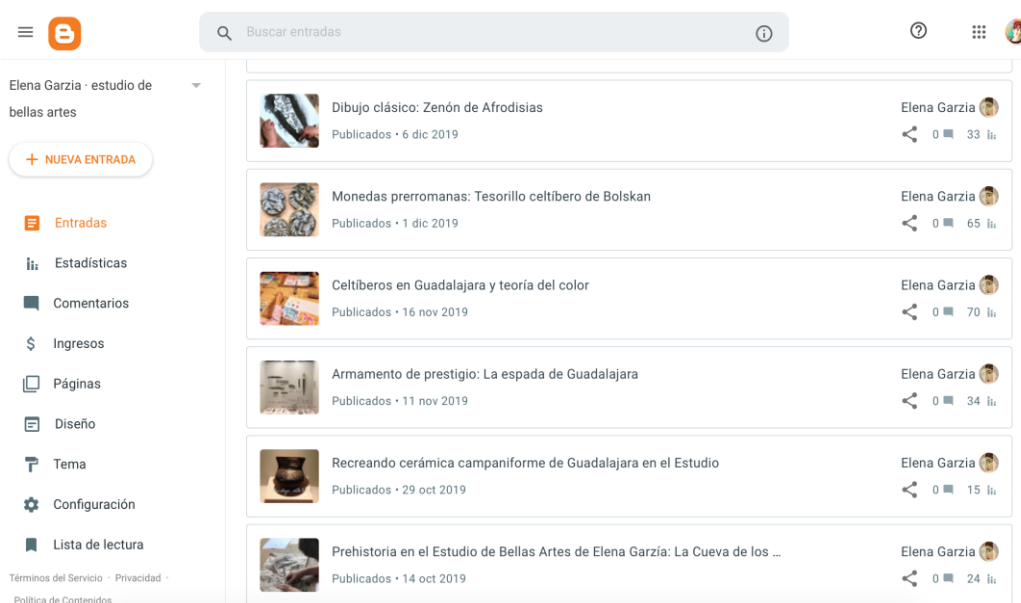 Buscar entradas
Elena Garzia · estudio de
bellas artes
NUEVA ENTRADA
Entradas
Estadísticas
Comentarios
Ingresos
Páginas
Diseño
Tema
Configuración
Lista de lectura
Términos del Servicio · Privacidad ·
Política de Contenidos
Dibujo clásico: Zenón de Afrodisias
Elena Garzia
Publicados • 6 dic 2019
0 33
Monedas prerromanas: Tesorillo celtíbero de Bolskan
Elena Garzia
Publicados • 1 dic 2019
0 65
Celtíberos en Guadalajara y teoría del color
Elena Garzia
Publicados • 16 nov 2019
0 70
Armamento de prestigio: La espada de Guadalajara
Elena Garzia
Publicados • 11 nov 2019
0 34
Recreando cerámica campaniforme de Guadalajara en el Estudio
Elena Garzia
Publicados • 29 oct 2019
0 15
Prehistoria en el Estudio de Bellas Artes de Elena Garzía: La Cueva de los ...
Elena Garzia
Publicados • 14 oct 2019
0 24